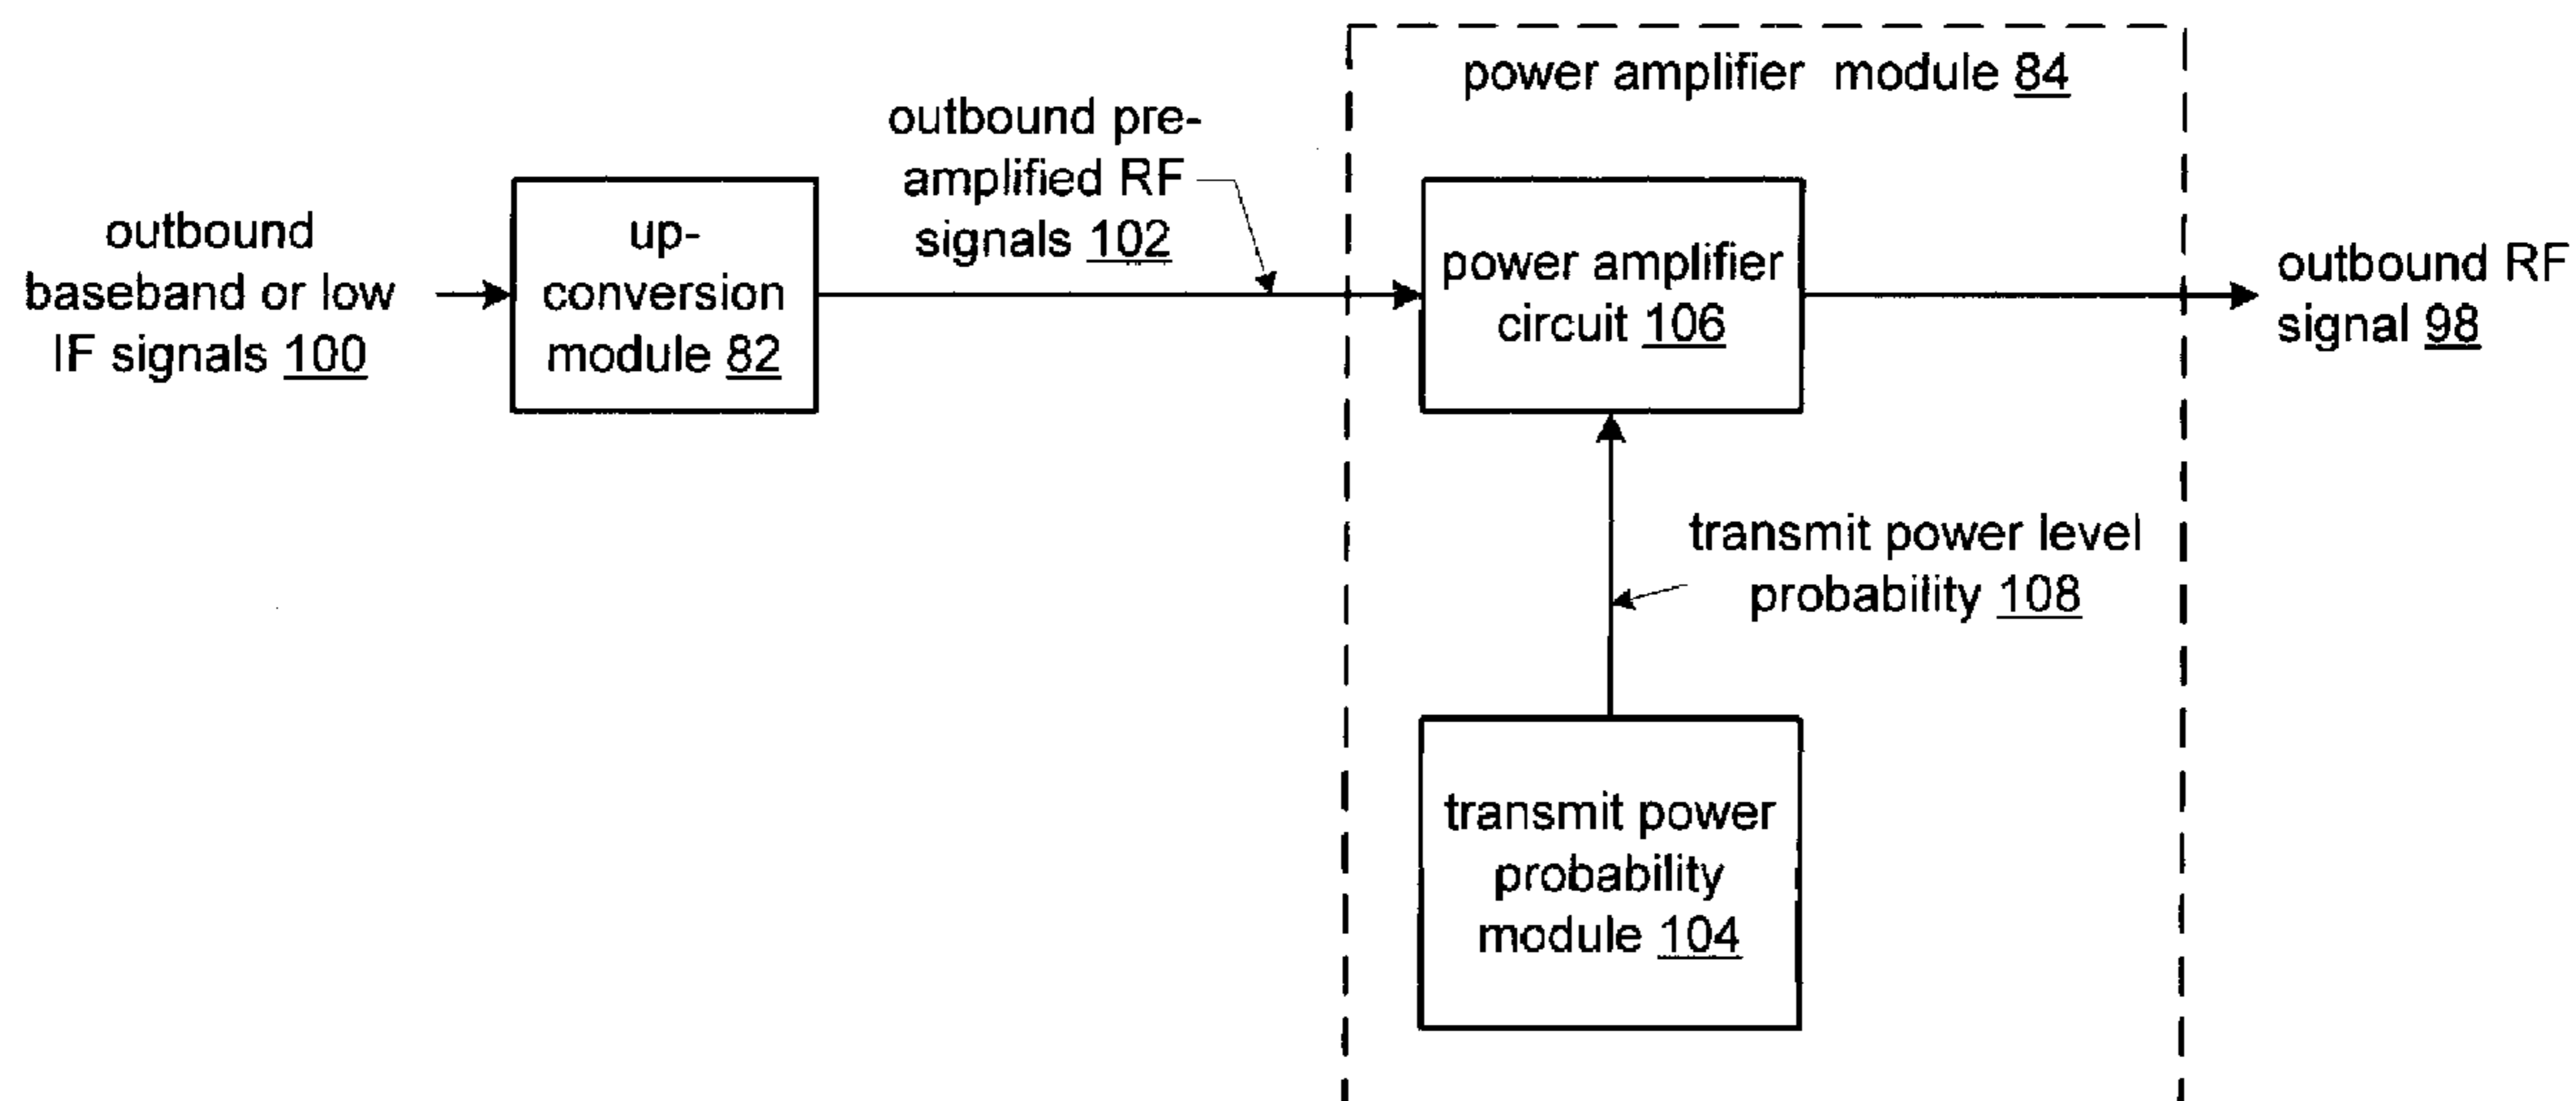 power amplifier module 84
outbound pre-
amplified RF
signals 102
outbound
baseband or low
IF signals 100
up-
conversion
module 82
power amplifier
circuit 106
outbound RF
signal 98
transmit power level
probability 108
transmit power
probability
module 104